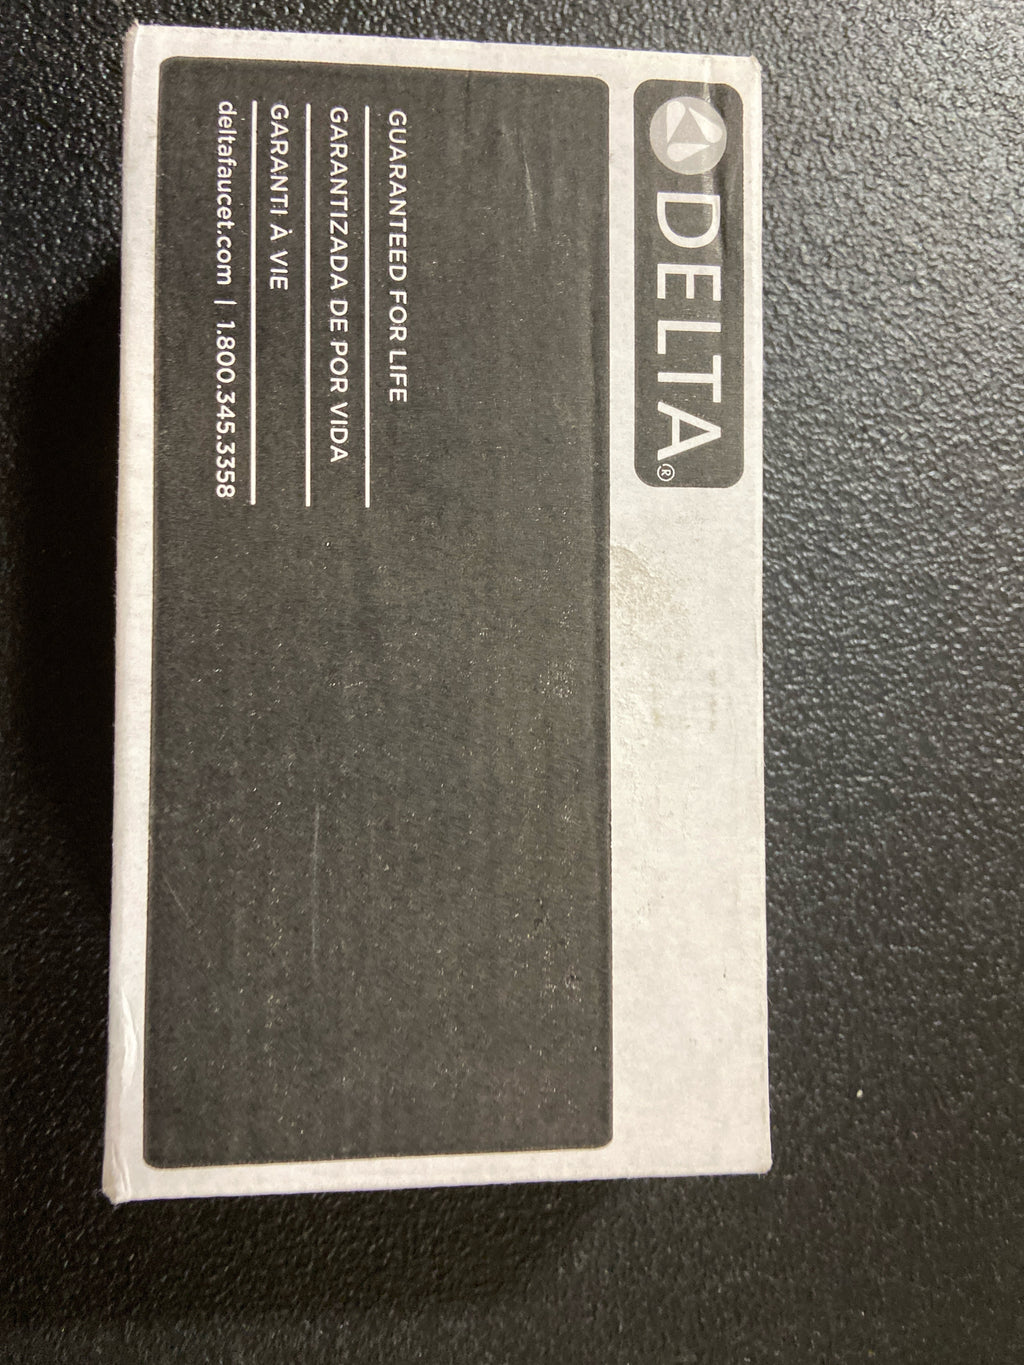 DELTA®
GUARANTEED FOR LIFE
GARANTIZADA DE POR VIDA
GARANTI À VIE
deltafaucet.com | 1.800.345.3358